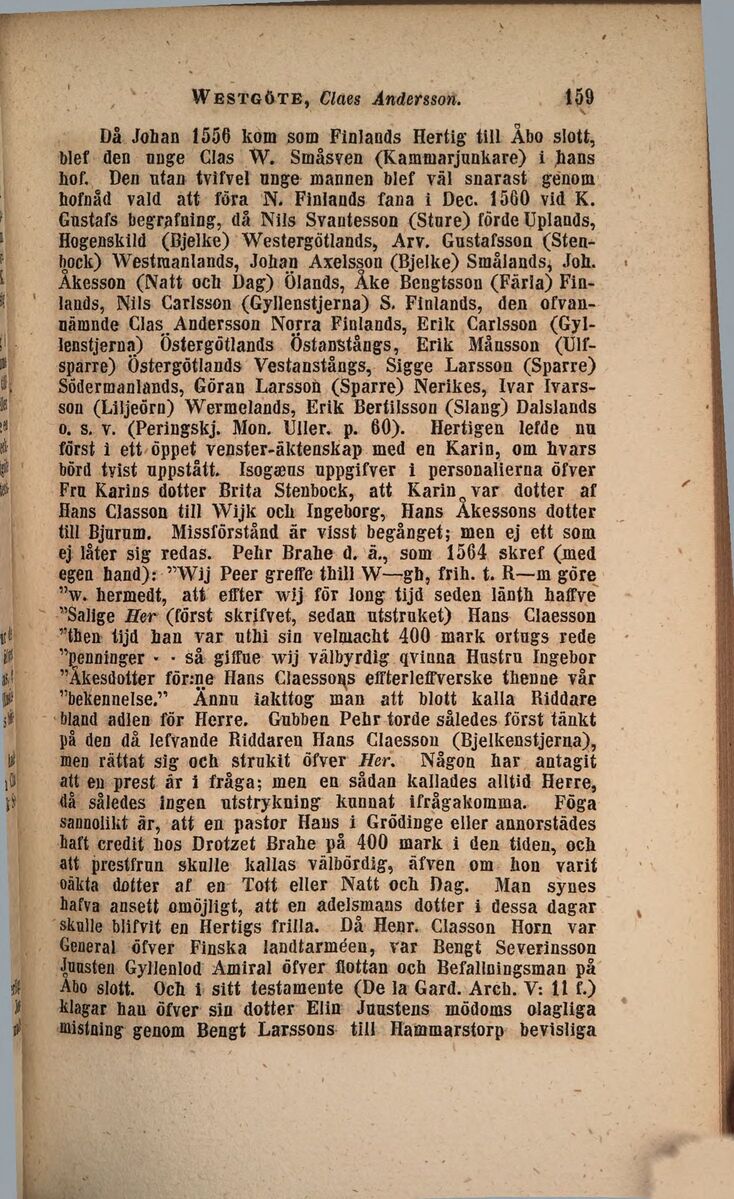 WESTGÖTE, Claes Andersson. 159
Då Johan 1556 kom som Finlands Hertig till Åbo slott,
blef den unge Clas W. Småsven (Kammarjunkare) i hans
hof. Den utan tvifvel unge mannen blef väl snarast genom
hofnåd vald att föra N. Finlands fana i Dec. 1560 vid K.
Gustafs begrafning, då Nils Svantesson (Sture) förde Uplands,
Hogenskild (Bjelke) Westergötlands, Arv. Gustafsson (Sten-
bock) Westmanlands, Johan Axelsson (Bjelke) Smålands, Joh.
Åkesson (Natt och Dag) Ölands, Åke Bengtsson (Färla) Fin-
lands, Nils Carlsson (Gyllenstjerna) S. Finlands, den ofvan-
nämnde Clas Andersson Norra Finlands, Erik Carlsson (Gyl-
lenstjerna) Östergötlands Östanstångs, Erik Månsson (Ulf-
sparre) Östergötlands Vestanstångs, Sigge Larsson (Sparre)
Södermanlands, Göran Larsson (Sparre) Nerikes, Ivar Ivars-
son (Liljeörn) Wermelands, Erik Bertilsson (Slang) Dalslands
o. s. v. (Peringskj. Mon. Uller. p. 60). Hertigen lefde nu
först i ett öppet venster-äktenskap med en Karin, om hvars
börd tvist uppstått. Isogæus uppgifver i personalierna öfver
Fru Karins dotter Brita Stenbock, att Karin var dotter af
Hans Classon till Wijk och Ingeborg, Hans Åkessons dotter
till Bjurum. Missförstånd är visst begånget; men ej ett som
ej låter sig redas. Pehr Brahe d. ä., som 1564 skref (med
egen hand): "Wij Peer greffe thill W—gh, frih. t. R—m göre
"w. hermedt, att effter wij för long tijd seden länth haffve
"Salige Her (först skrifvet, sedan utstruket) Hans Claesson
"then tijd han var uthi sin velmacht 400 mark ortugs rede
"penninger - - så giffue wij välbyrdig qvinna Hustru Ingebor
"Åkesdotter för:ne Hans Claessons effterleffverske thenne vår
"bekennelse." Ännu iakttog man att blott kalla Riddare
bland adlen för Herre. Gubben Pehr torde således först tänkt
på den då lefvande Riddaren Hans Claesson (Bjelkenstjerna),
men rättat sig och strukit öfver Her. Någon har antagit
att en prest är i fråga; men en sådan kallades alltid Herre,
då således ingen utstrykning kunnat ifrågakomma. Föga
sannolikt är, att en pastor Hans i Grödinge eller annorstädes
haft credit hos Drotzet Brahe på 400 mark i den tiden, och
att prestfrun skulle kallas välbördig, äfven om hon varit
oäkta dotter af en Tott eller Natt och Dag. Man synes
hafva ansett omöjligt, att en adelsmans dotter i dessa dagar
skulle blifvit en Hertigs frilla. Då Henr. Classon Horn var
General öfver Finska landtarméen, var Bengt Severinsson
Juusten Gyllenlod Amiral öfver flottan och Befallningsman på
Åbo slott. Och i sitt testamente (De la Gard. Arch. V: 11 f.)
klagar han öfver sin dotter Elin Juustens mödoms olagliga
mistning genom Bengt Larssons till Hammarstorp bevisliga